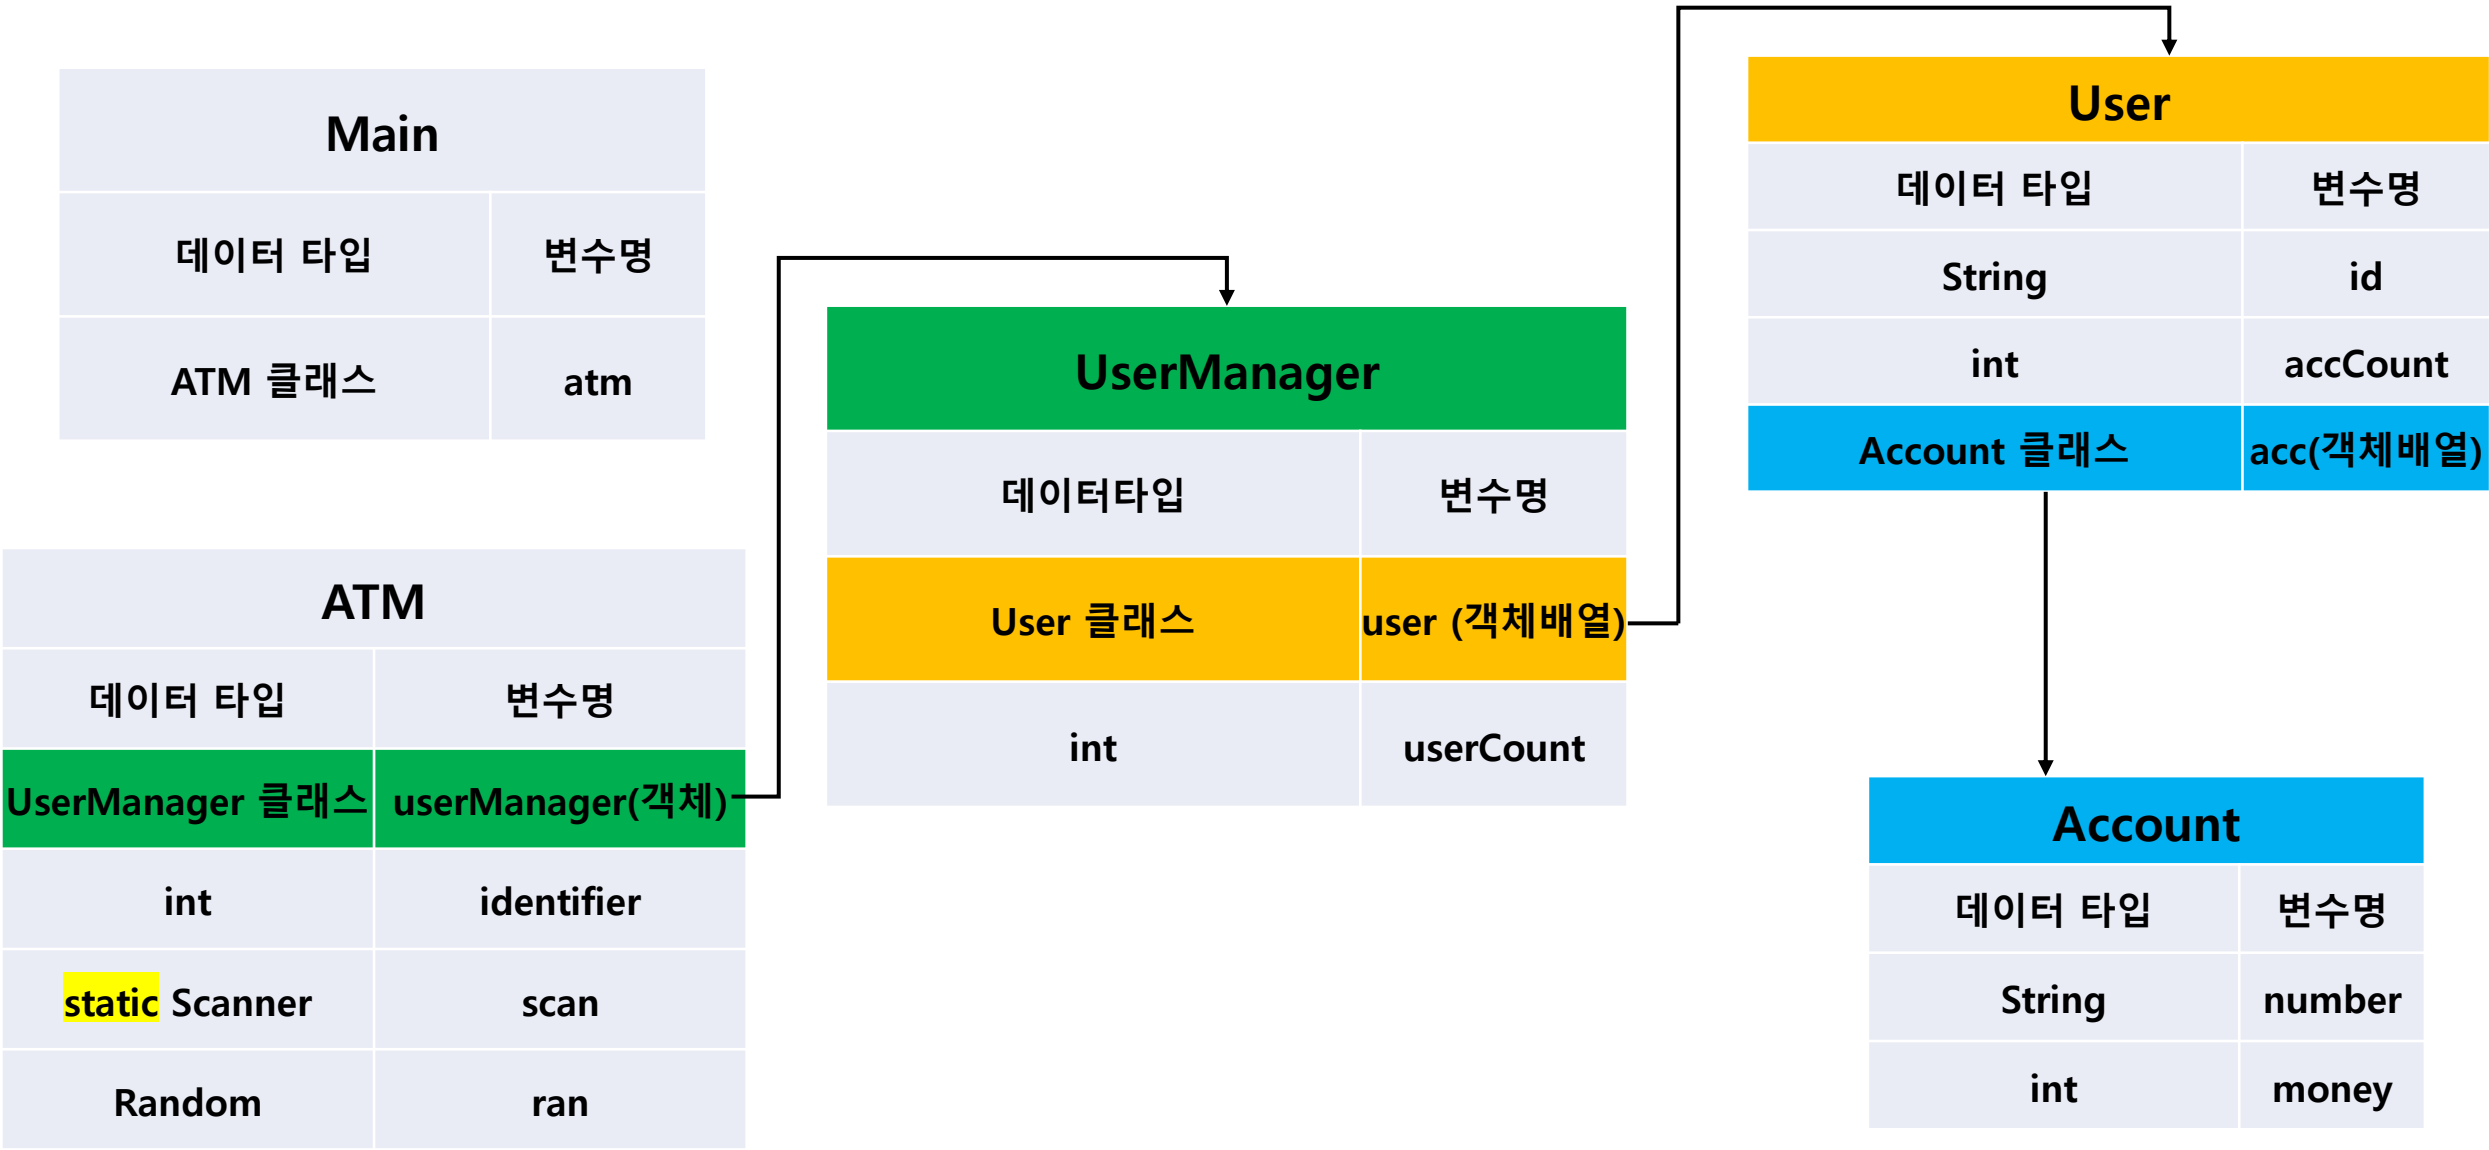 Main
데이터 타입 변수명
ATM 클래스 atm
ATM
데이터 타입 변수명
UserManager 클래스 userManager(객체)
int identifier
static Scanner scan
Random ran
UserManager
데이터타입 변수명
User 클래스 user (객체배열)
int userCount
User
데이터 타입 변수명
String id
int accCount
Account 클래스 acc(객체배열)
Account
데이터 타입 변수명
String number
int money